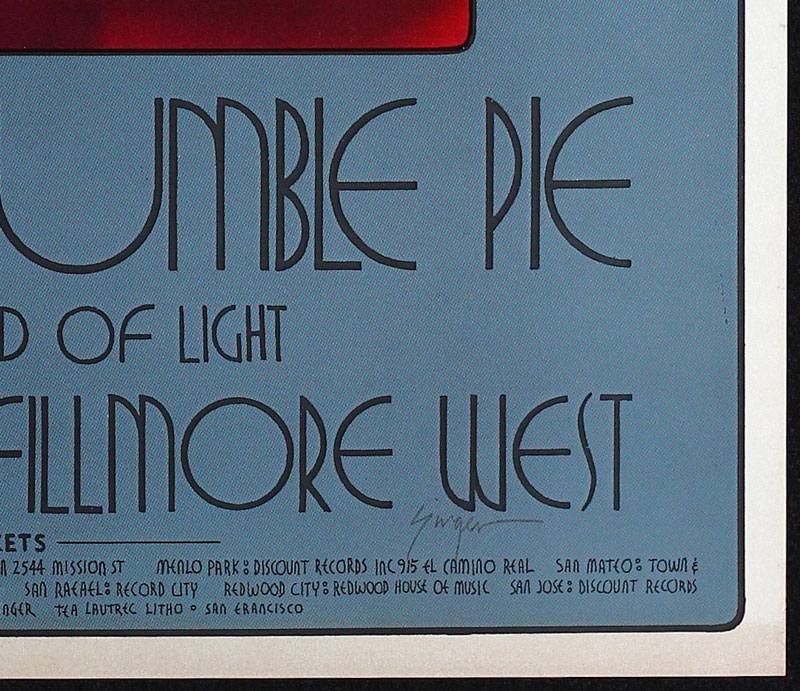 UMBLE PIE
D OF LIGHT
FILLMORE WEST
Singer
KETS
2544 MISSION ST MENLO PARK: DISCOUNT RECORDS INC 915 EL CAMINO REAL SAN MATEO: TOWN &
SAN RAFAEL: RECORD CITY REDWOOD CITY: REDWOOD HOUSE OF MUSIC SAN JOSE: DISCOUNT RECORDS
NGER TEA LAUTREC LITHO • SAN FRANCISCO